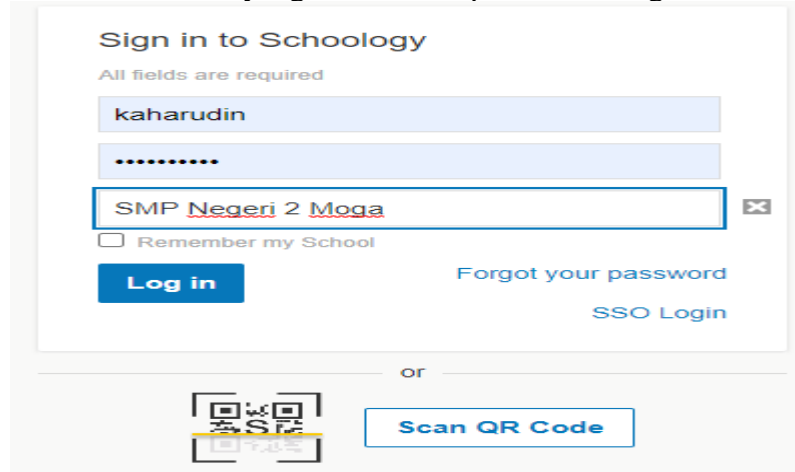 Sign in to Schoology
All fields are required
kaharudin
••••••••••
SMP Negeri 2 Moga
Remember my School
Log in
Forgot your password
SSO Login
or
S
Scan QR Code